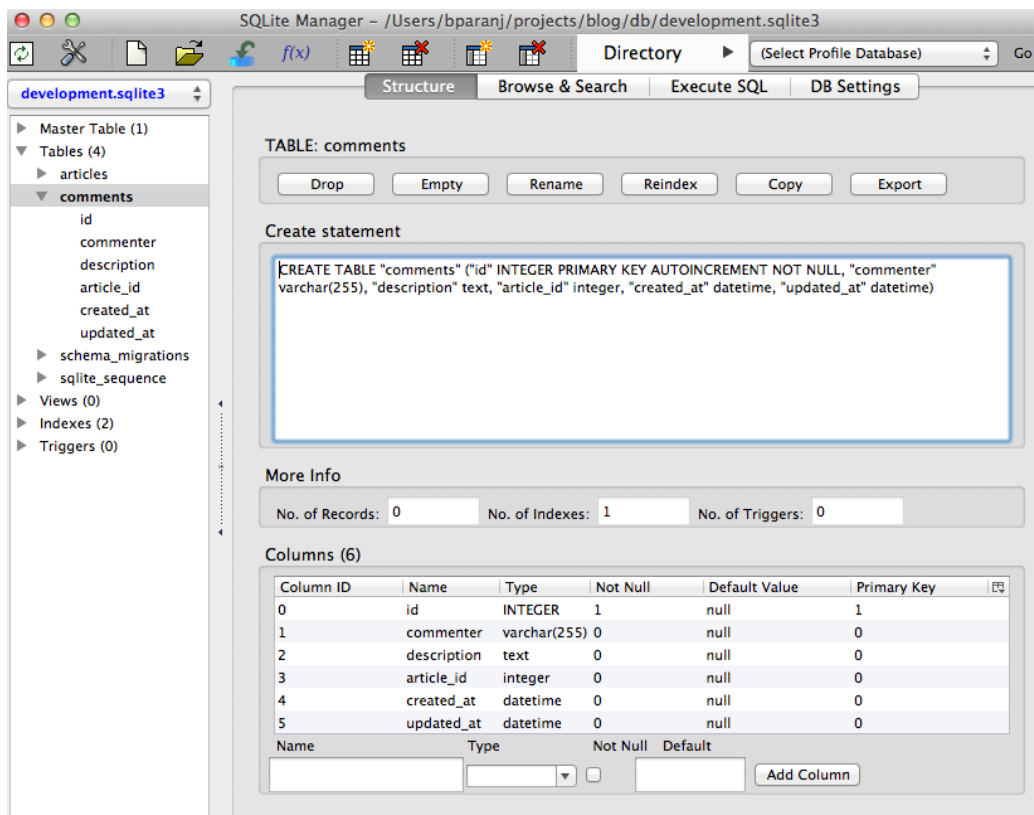 SQLite Manager – /Users/bparanj/projects/blog/db/development.sqlite3
f(x) Directory (Select Profile Database) Go
development.sqlite3
Structure Browse & Search Execute SQL DB Settings
Master Table (1)
Tables (4)
articles
comments
id
commenter
description
article_id
created_at
updated_at
schema_migrations
sqlite_sequence
Views (0)
Indexes (2)
Triggers (0)
TABLE: comments
Drop Empty Rename Reindex Copy Export
Create statement
CREATE TABLE "comments" ("id" INTEGER PRIMARY KEY AUTOINCREMENT NOT NULL, "commenter"
varchar(255), "description" text, "article_id" integer, "created_at" datetime, "updated_at" datetime)
More Info
No. of Records: 0 No. of Indexes: 1 No. of Triggers: 0
Columns (6)
Column ID Name Type Not Null Default Value Primary Key
0 id INTEGER 1 null 1
1 commenter varchar(255) 0 null 0
2 description text 0 null 0
3 article_id integer 0 null 0
4 created_at datetime 0 null 0
5 updated_at datetime 0 null 0
Name Type Not Null Default
Add Column